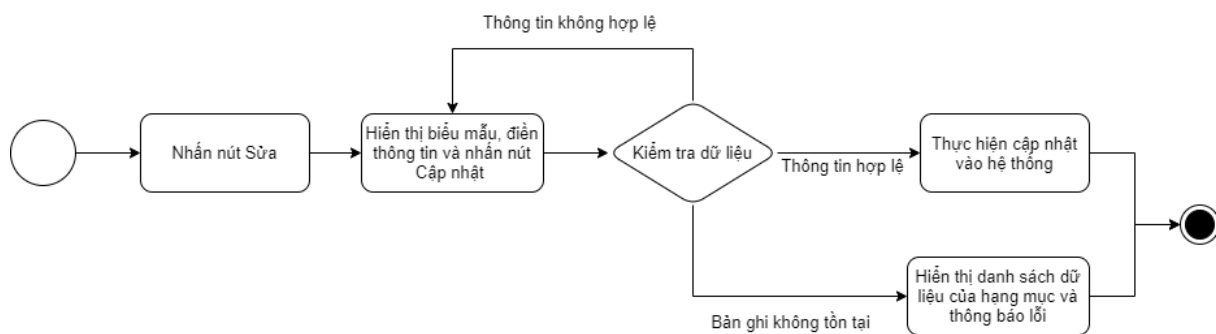 Thông tin không hợp lệ
Nhấn nút Sửa
Hiển thị biểu mẫu, điền
thông tin và nhấn nút
Cập nhật
Kiểm tra dữ liệu
Thông tin hợp lệ
Thực hiện cập nhật
vào hệ thống
Hiển thị danh sách dữ
liệu của hạng mục và
thông báo lỗi
Bản ghi không tồn tại